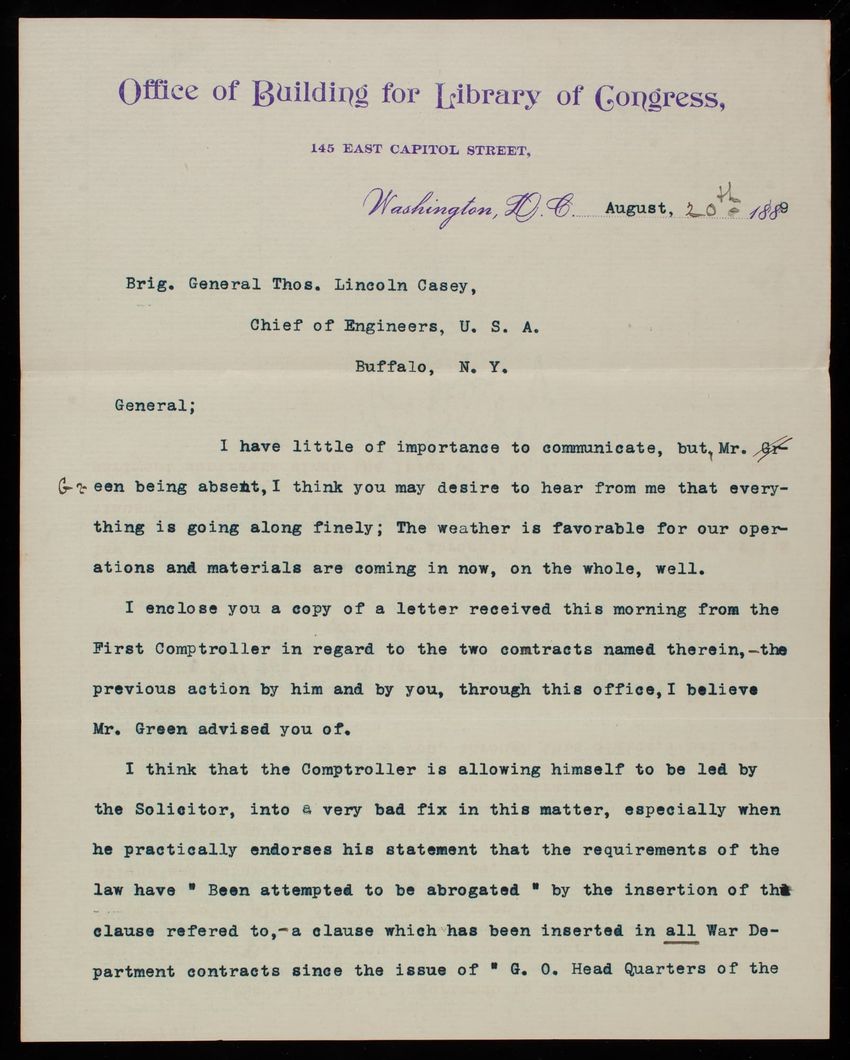 Office of Building for Library of Congress,
145 EAST CAPITOL STREET,
Washington, D.C. August, 20th 1889
Brig. General Thos. Lincoln Casey,
Chief of Engineers, U. S. A.
Buffalo, N. Y.
General;
I have little of importance to communicate, but, Mr. Gr-
Green being absent, I think you may desire to hear from me that every-
thing is going along finely; The weather is favorable for our oper-
ations and materials are coming in now, on the whole, well.
I enclose you a copy of a letter received this morning from the
First Comptroller in regard to the two comtracts named therein,-the
previous action by him and by you, through this office, I believe
Mr. Green advised you of.
I think that the Comptroller is allowing himself to be led by
the Solicitor, into a very bad fix in this matter, especially when
he practically endorses his statement that the requirements of the
law have " Been attempted to be abrogated " by the insertion of the
clause refered to,-a clause which has been inserted in all War De-
partment contracts since the issue of " G. O. Head Quarters of the